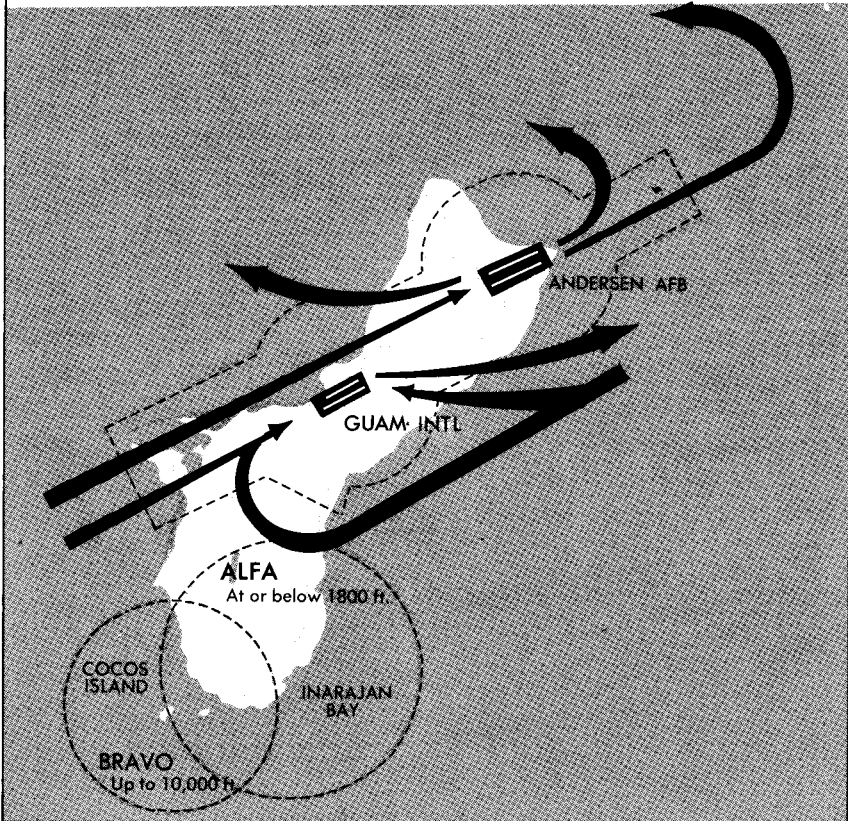 ANDERSEN AFB
GUAM INTL
ALFA
At or below 1800 ft.
COCOS
ISLAND
INARAJAN
BAY
BRAVO
Up to 10,000 ft.